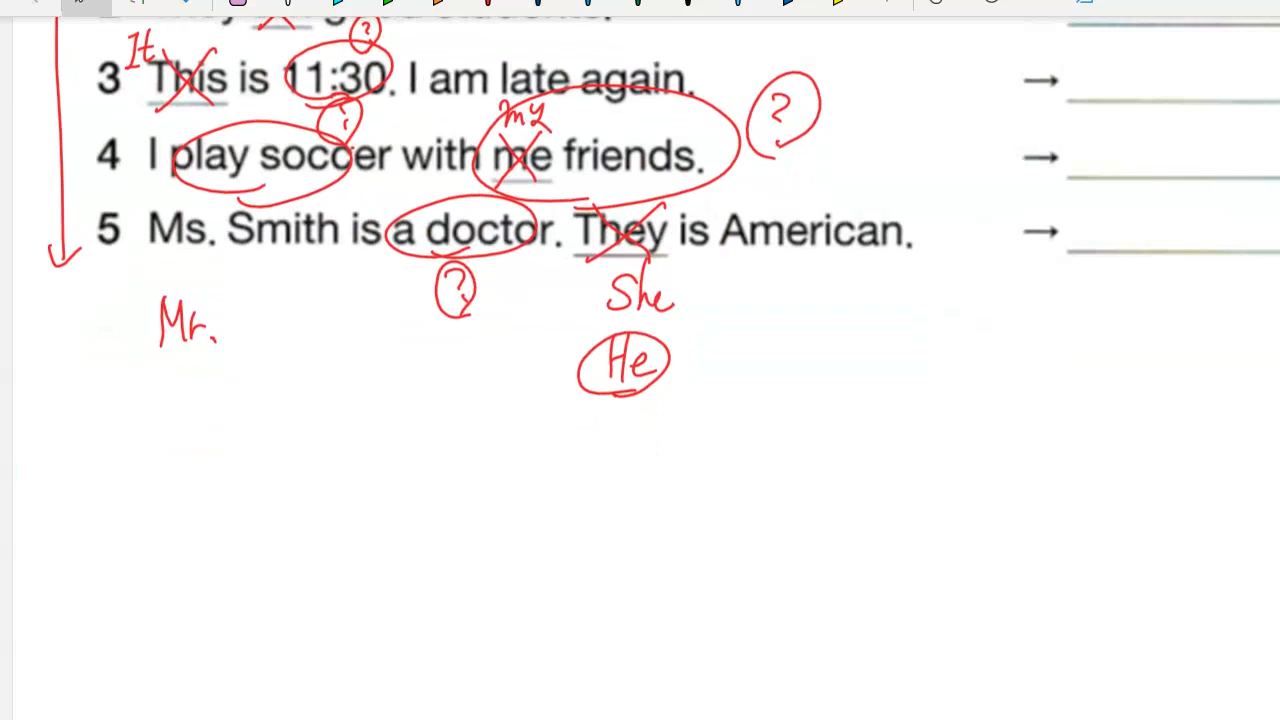 It ?
3 This is 11:30. I am late again. →
? my ?
4 I play soccer with me friends. →
5 Ms. Smith is a doctor. They is American. →
? She
Mr.
He